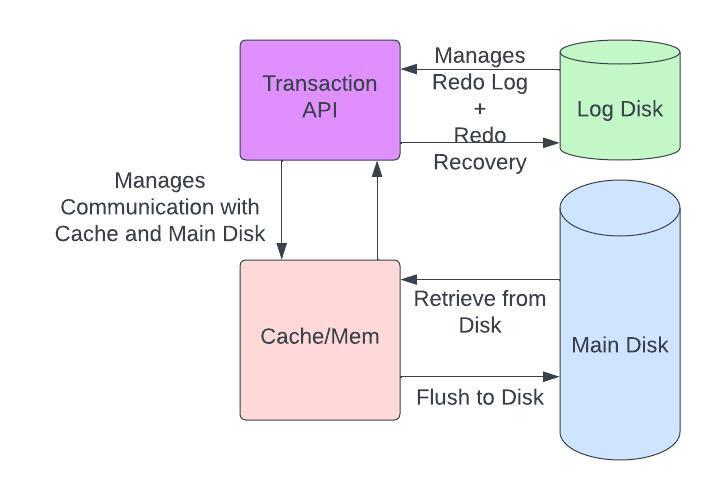 Transaction
API
Manages
Redo Log
+
Redo
Recovery
Log Disk
Manages
Communication with
Cache and Main Disk
Cache/Mem
Retrieve from
Disk
Flush to Disk
Main Disk